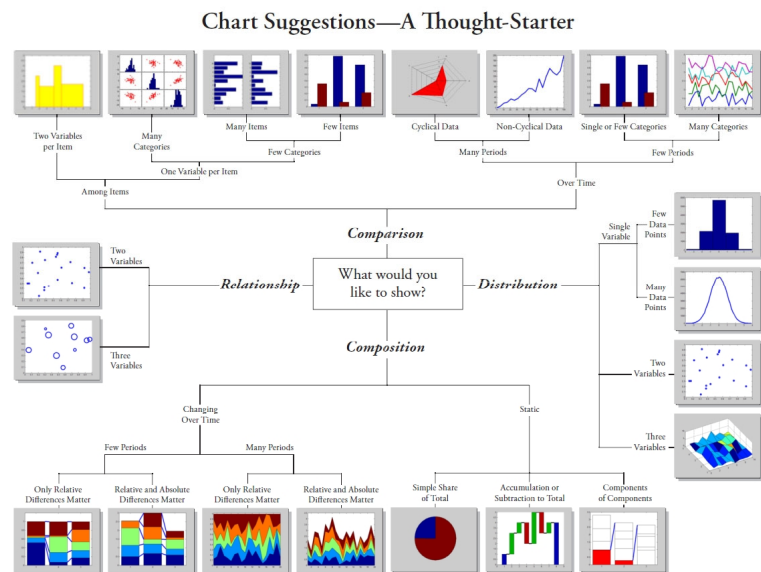 Chart Suggestions—A Thought-Starter
Two Variables
per Item
Many
Categories
Many Items
Few Items
Cyclical Data
Non-Cyclical Data
Single or Few Categories
Many Categories
Few Categories
Many Periods
Few Periods
One Variable per Item
Among Items
Over Time
Comparison
Two
Variables
Relationship
Three
Variables
What would you
like to show?
Distribution
Single
Variable
Few
Data
Points
Many
Data
Points
Two
Variables
Three
Variables
Composition
Changing
Over Time
Static
Few Periods
Many Periods
Only Relative
Differences Matter
Relative and Absolute
Differences Matter
Only Relative
Differences Matter
Relative and Absolute
Differences Matter
Simple Share
of Total
Accumulation or
Subtraction to Total
Components
of Components